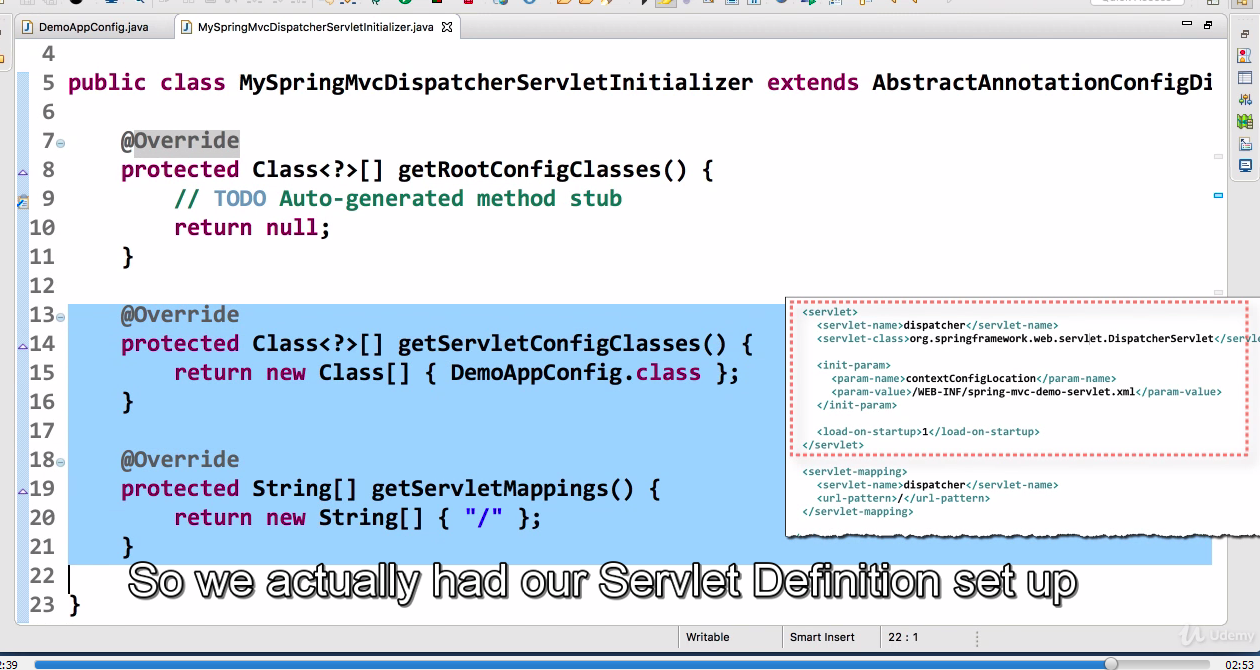 DemoAppConfig.java
MySpringMvcDispatcherServletInitializer.java
4
5 public class MySpringMvcDispatcherServletInitializer extends AbstractAnnotationConfigDi
6
7 @Override
8 protected Class<?>[] getRootConfigClasses() {
9 // TODO Auto-generated method stub
10 return null;
11 }
12
13 @Override
14 protected Class<?>[] getServletConfigClasses() {
15 return new Class[] { DemoAppConfig.class };
16 }
17
18 @Override
19 protected String[] getServletMappings() {
20 return new String[] { "/" };
21 }
22
23 }
<servlet>
<servlet-name>dispatcher</servlet-name>
<servlet-class>org.springframework.web.servlet.DispatcherServlet</servle
<init-param>
<param-name>contextConfigLocation</param-name>
<param-value>/WEB-INF/spring-mvc-demo-servlet.xml</param-value>
</init-param>
<load-on-startup>1</load-on-startup>
</servlet>
<servlet-mapping>
<servlet-name>dispatcher</servlet-name>
<url-pattern>/</url-pattern>
</servlet-mapping>
So we actually had our Servlet Definition set up
Writable
Smart Insert
22 : 1
Udemy
2:39
02:53